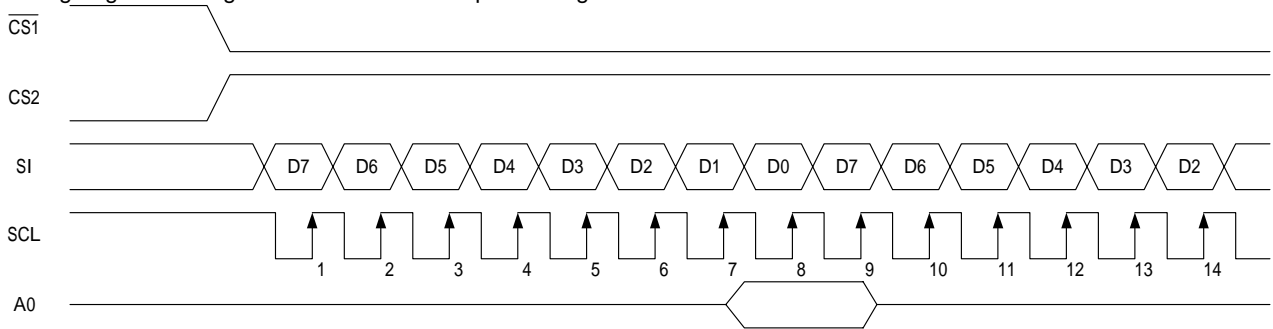 CS1
CS2
SI D7 D6 D5 D4 D3 D2 D1 D0 D7 D6 D5 D4 D3 D2
SCL
1 2 3 4 5 6 7 8 9 10 11 12 13 14
A0